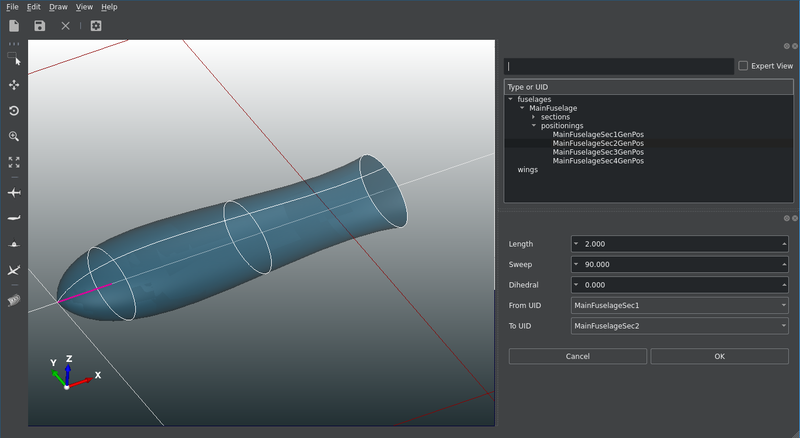 File Edit Draw View Help
Expert View
Type or UID
fuselages
MainFuselage
sections
positionings
MainFuselageSec1GenPos
MainFuselageSec2GenPos
MainFuselageSec3GenPos
MainFuselageSec4GenPos
wings
Length 2.000
Sweep 90.000
Dihedral 0.000
From UID MainFuselageSec1
To UID MainFuselageSec2
Cancel OK
Y Z X